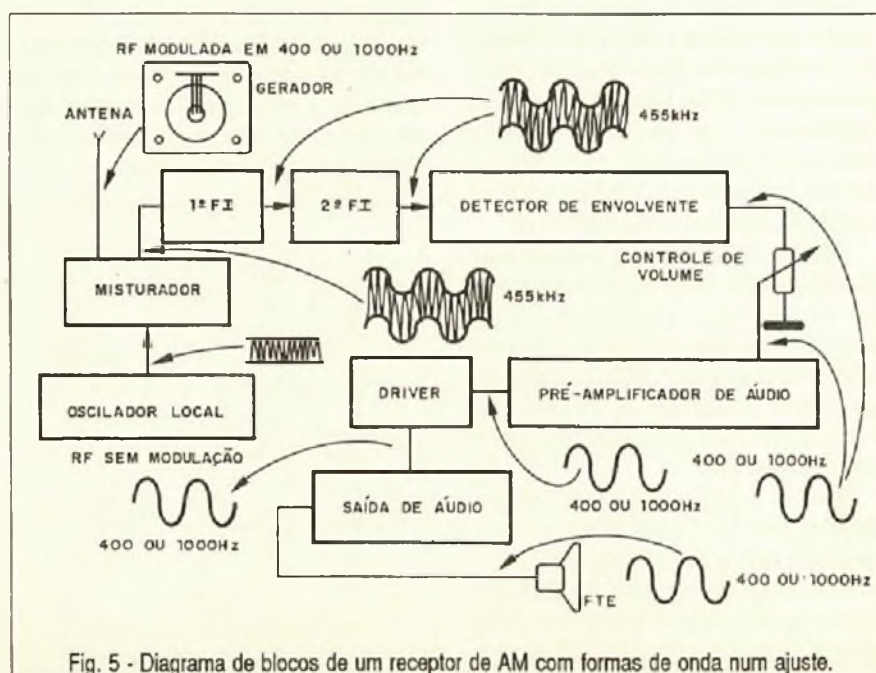 RF MODULADA EM 400 OU 1000Hz
GERADOR
ANTENA
455kHz
1ª FI
2ª FI
DETECTOR DE ENVOLVENTE
CONTROLE DE
VOLUME
MISTURADOR
455kHz
DRIVER
PRÉ-AMPLIFICADOR DE ÁUDIO
OSCILADOR LOCAL
RF SEM MODULAÇÃO
400 OU 1000Hz
SAÍDA DE ÁUDIO
400 OU 1000Hz
400 OU 1000Hz
FTE
400 OU 1000Hz
Fig. 5 - Diagrama de blocos de um receptor de AM com formas de onda num ajuste.